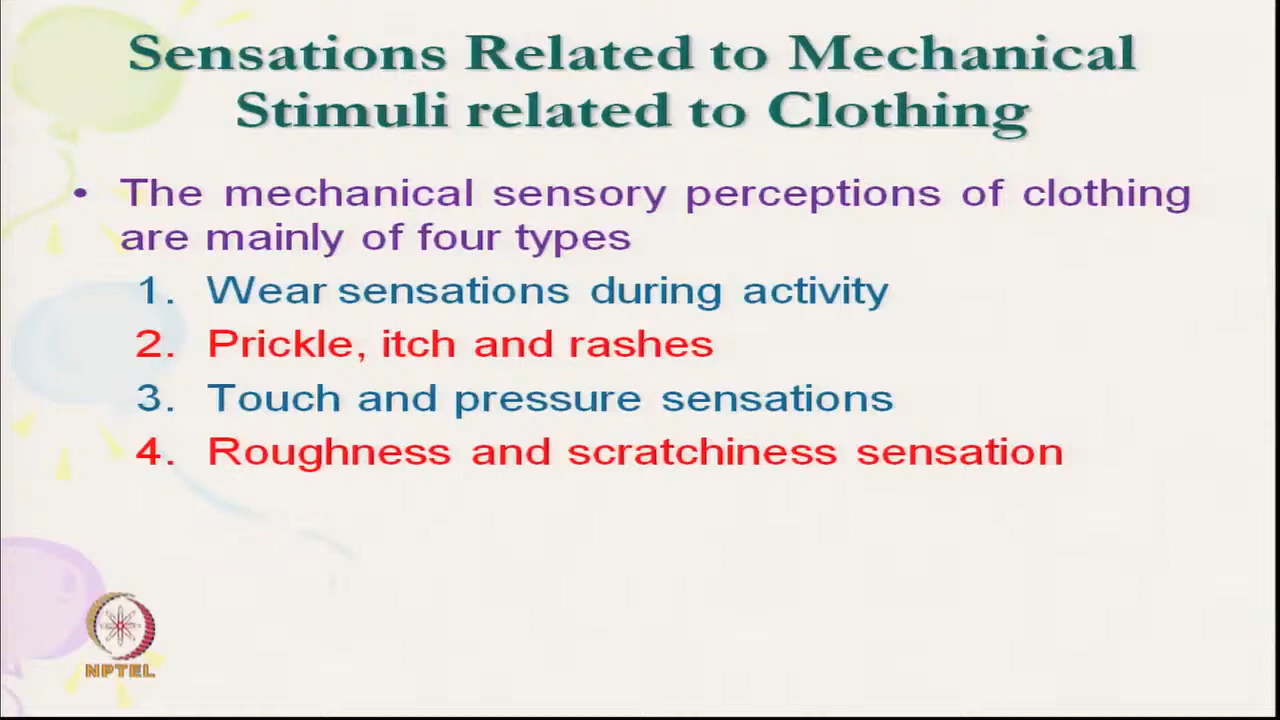 Sensations Related to Mechanical
Stimuli related to Clothing
• The mechanical sensory perceptions of clothing
are mainly of four types
1. Wear sensations during activity
2. Prickle, itch and rashes
3. Touch and pressure sensations
4. Roughness and scratchiness sensation
NPTEL